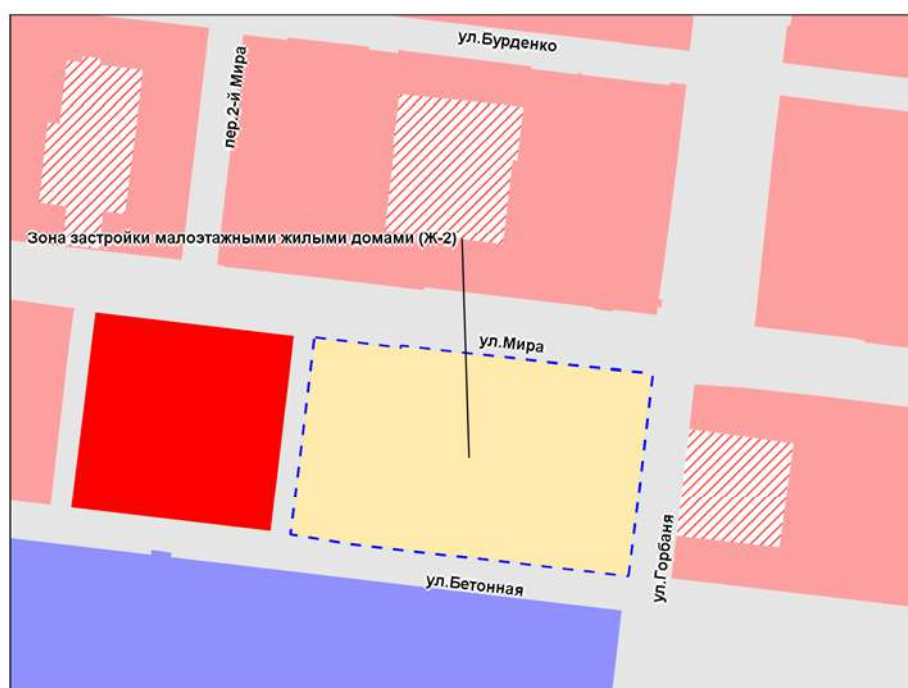 ул.Бурденко
пер.2-й Мира
Зона застройки малоэтажными жилыми домами (Ж-2)
ул.Мира
ул.Горбаня
ул.Бетонная